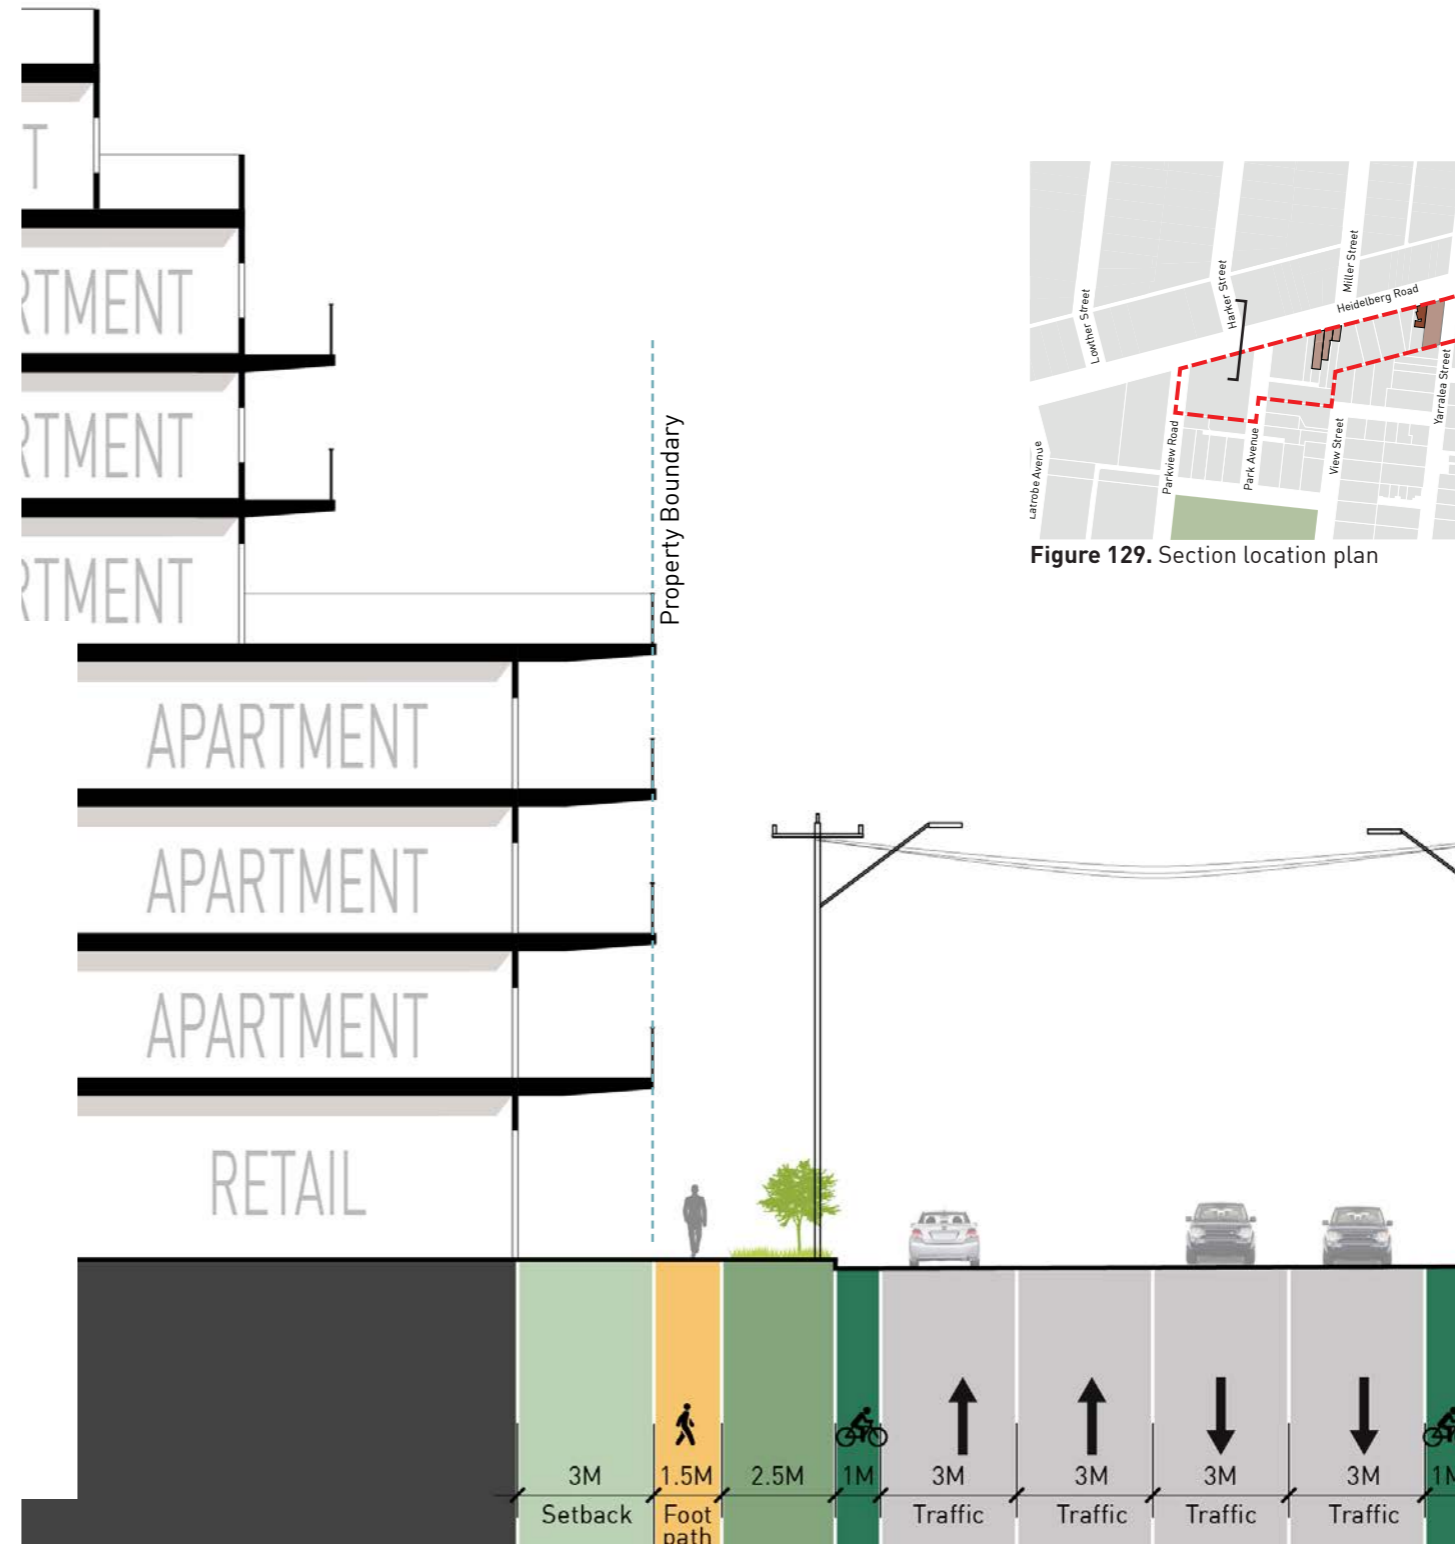 T
RTMENT
RTMENT
RTMENT
APARTMENT
APARTMENT
APARTMENT
RETAIL
Property Boundary
Lowther Street
Harker Street
Miller Street
Heidelberg Road
Yarralea Street
Latrobe Avenue
Parkview Road
Park Avenue
View Street
Figure 129. Section location plan
3M
Setback
1.5M
Foot
path
2.5M
1M
3M
Traffic
3M
Traffic
3M
Traffic
3M
Traffic
1M